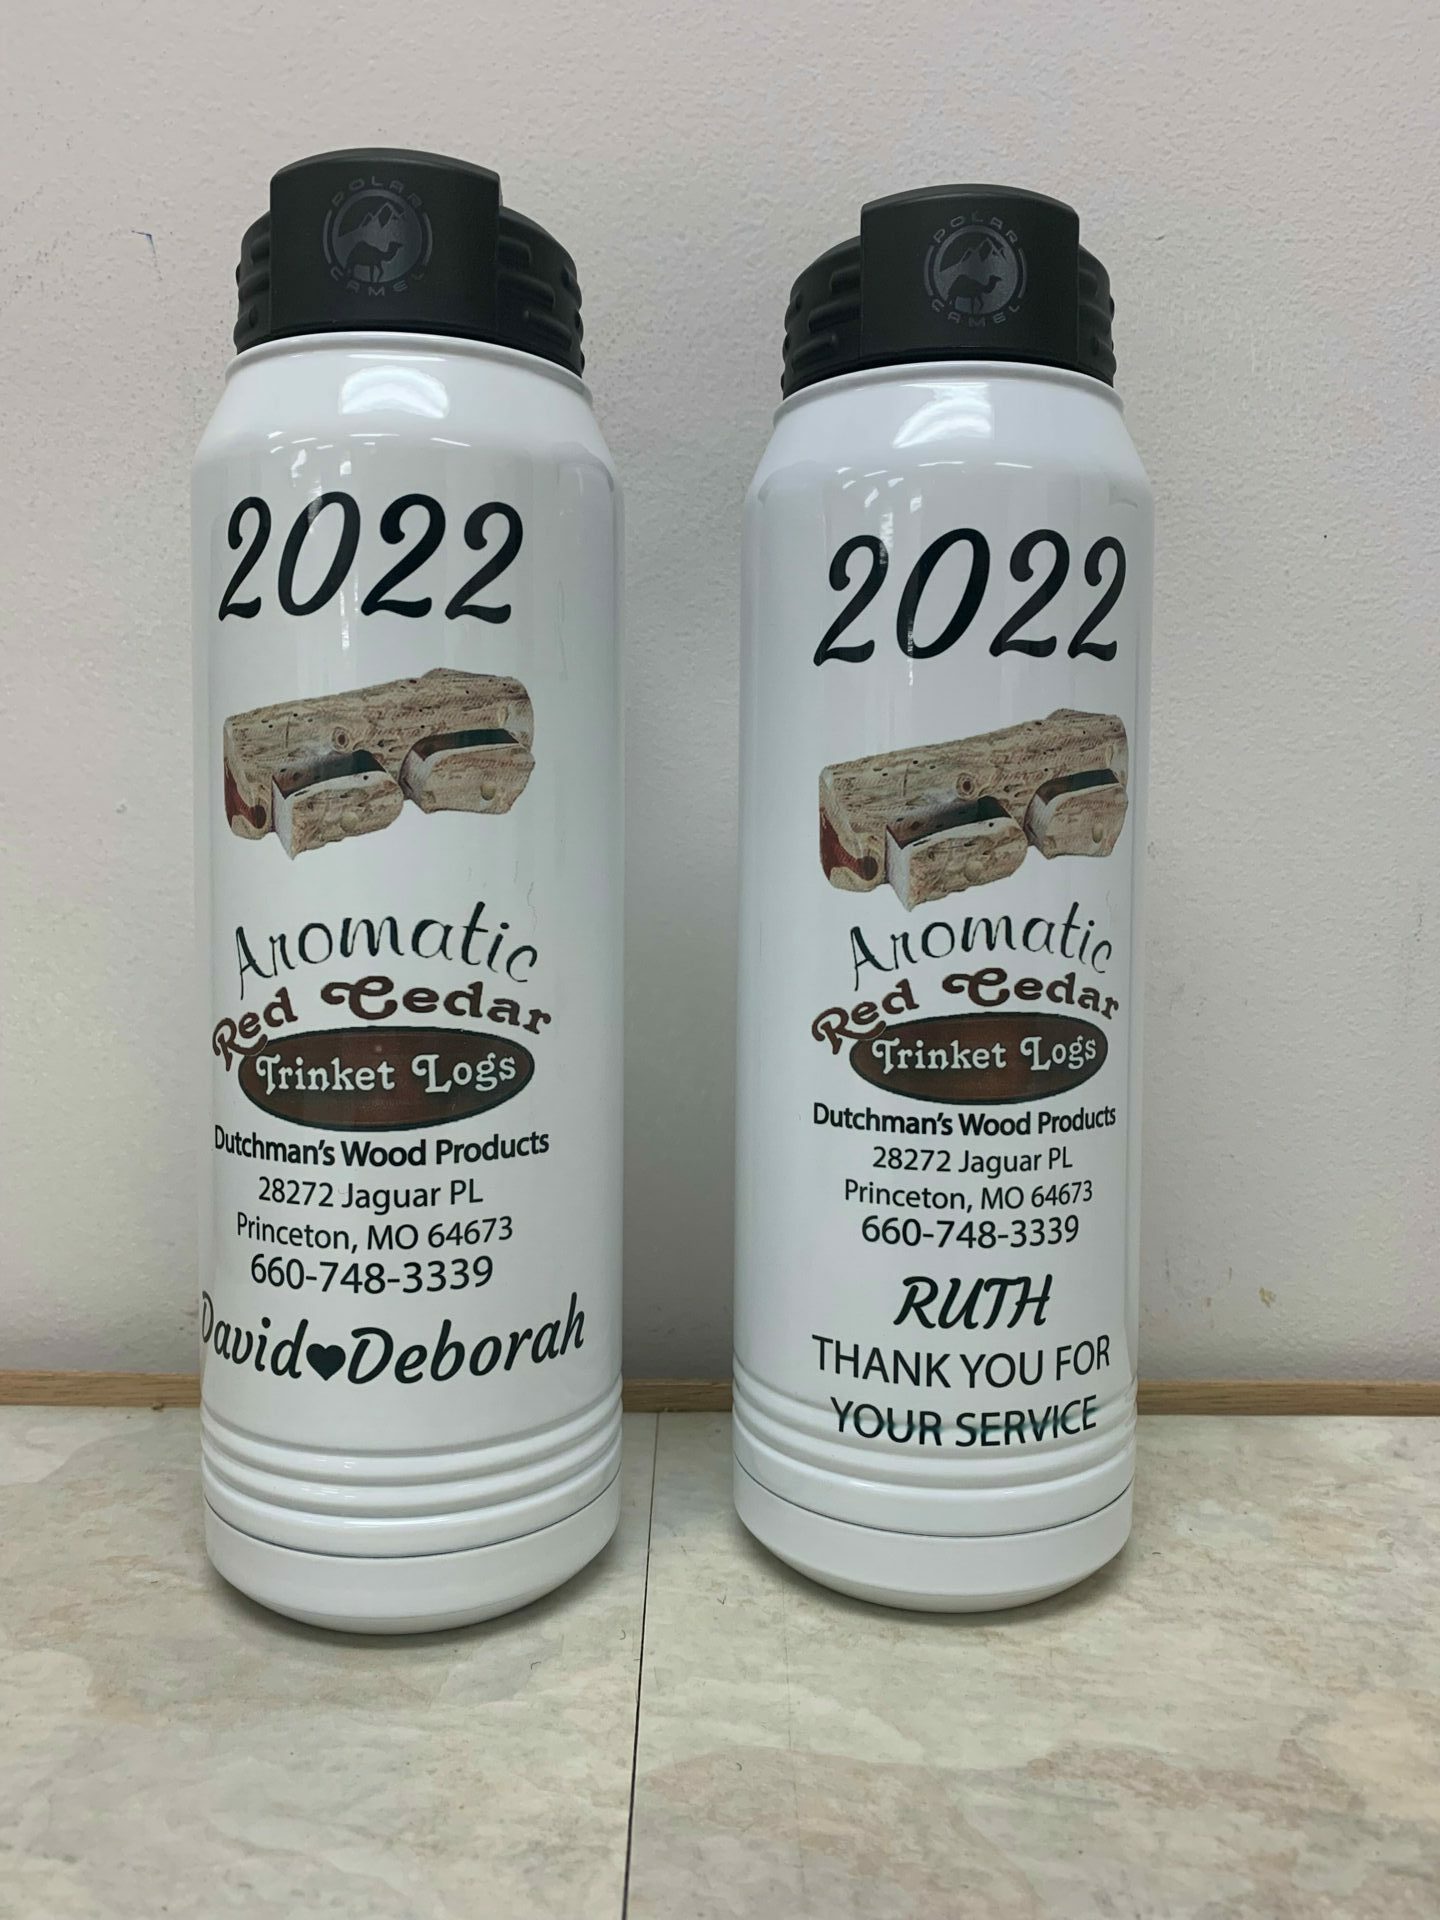 POLAR
CAMEL
2022
Aromatic
Red Cedar
Trinket Logs
Dutchman's Wood Products
28272 Jaguar PL
Princeton, MO 64673
660-748-3339
David♥Deborah
POLAR
CAMEL
2022
Aromatic
Red Cedar
Trinket Logs
Dutchman's Wood Products
28272 Jaguar PL
Princeton, MO 64673
660-748-3339
RUTH
THANK YOU FOR
YOUR SERVICE